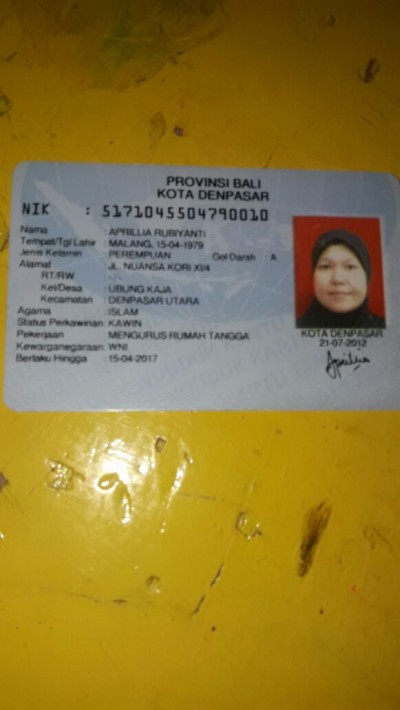 PROVINSI BALI
KOTA DENPASAR
NIK : 5171045504790010
Nama : APRILLIA RUBIYANTI
Tempat/Tgl Lahir : MALANG, 15-04-1979
Jenis Kelamin : PEREMPUAN Gol Darah A
Alamat : JL. NUANSA KORI XI/4
RT/RW : -/-
Kel/Desa : UBUNG KAJA
Kecamatan : DENPASAR UTARA
Agama : ISLAM
Status Perkawinan : KAWIN
Pekerjaan : MENGURUS RUMAH TANGGA
Kewarganegaraan : WNI
Berlaku Hingga : 15-04-2017
KOTA DENPASAR
21-07-2012